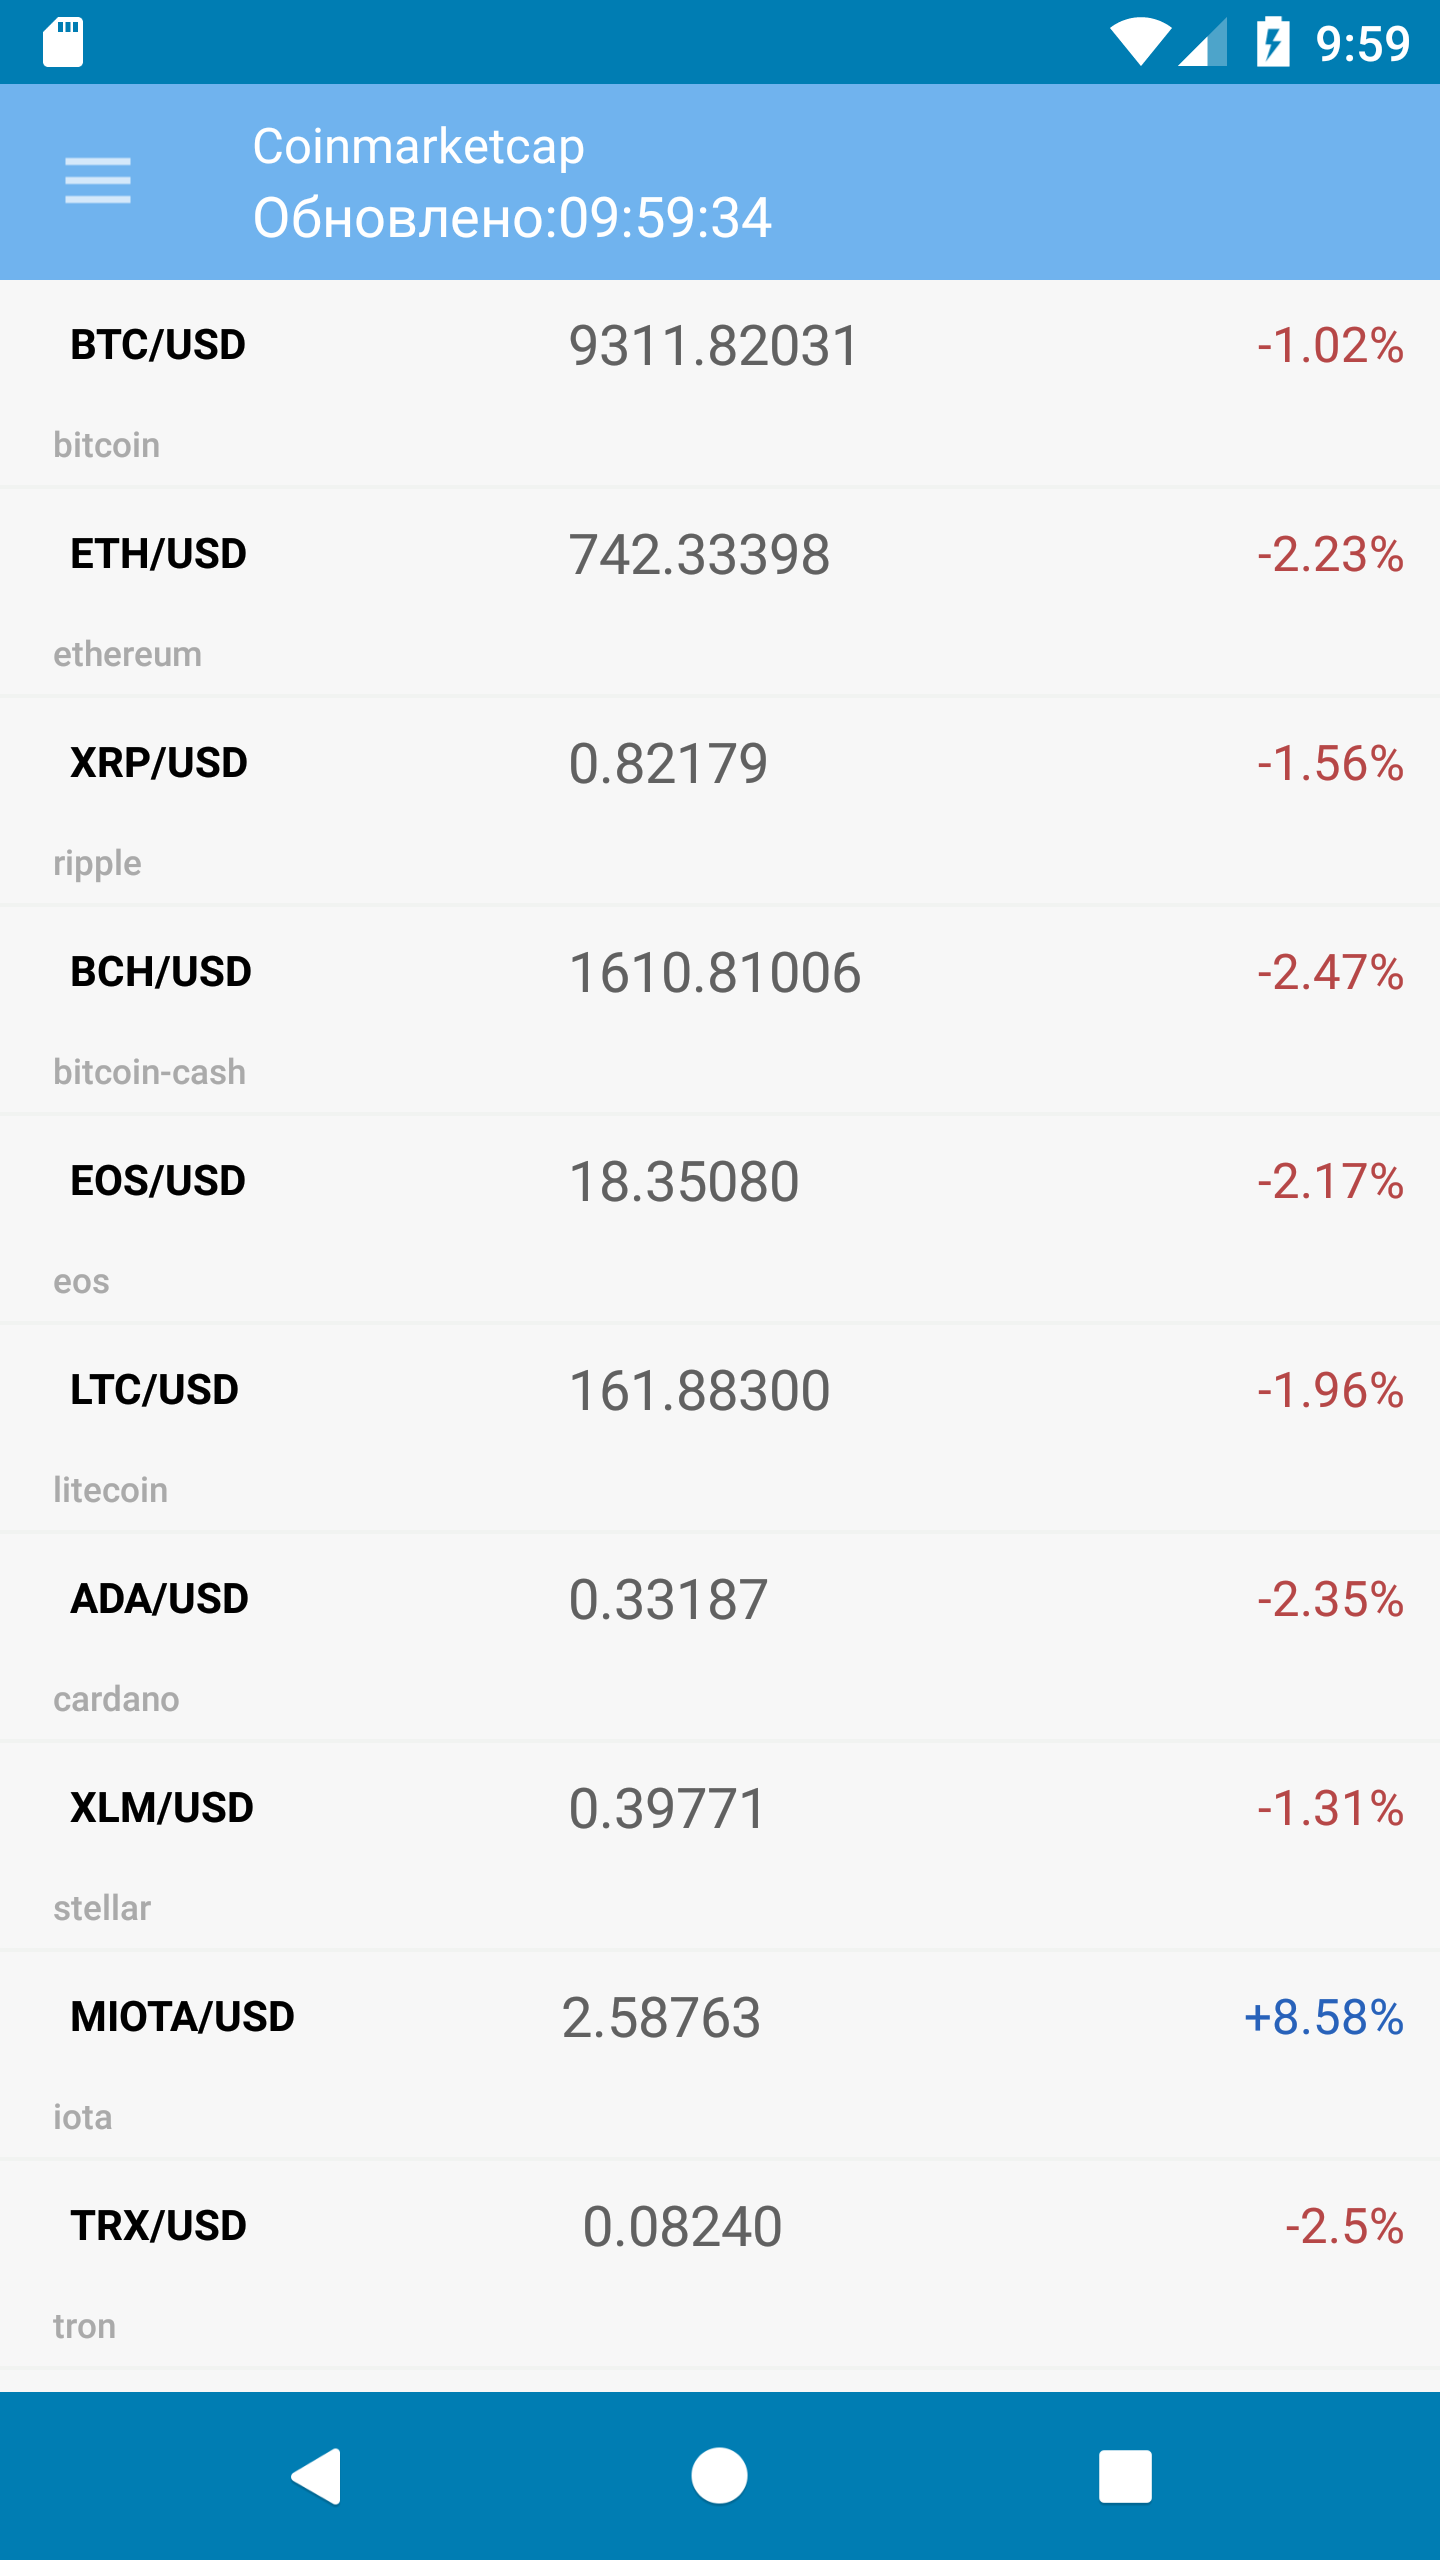 9:59
Coinmarketcap
Обновлено:09:59:34
BTC/USD 9311.82031 -1.02%
bitcoin
ETH/USD 742.33398 -2.23%
ethereum
XRP/USD 0.82179 -1.56%
ripple
BCH/USD 1610.81006 -2.47%
bitcoin-cash
EOS/USD 18.35080 -2.17%
eos
LTC/USD 161.88300 -1.96%
litecoin
ADA/USD 0.33187 -2.35%
cardano
XLM/USD 0.39771 -1.31%
stellar
MIOTA/USD 2.58763 +8.58%
iota
TRX/USD 0.08240 -2.5%
tron